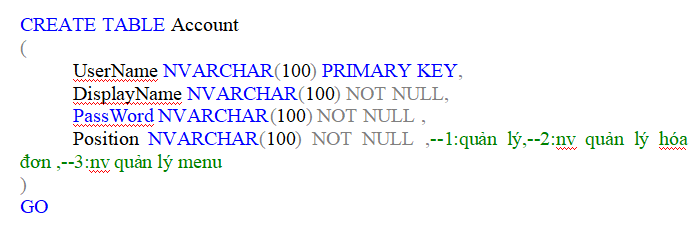 CREATE TABLE Account
(
UserName NVARCHAR(100) PRIMARY KEY,
DisplayName NVARCHAR(100) NOT NULL,
PassWord NVARCHAR(100) NOT NULL ,
Position NVARCHAR(100) NOT NULL ,--1:quản lý,--2:nv quản lý hóa
đơn ,--3:nv quản lý menu
)
GO